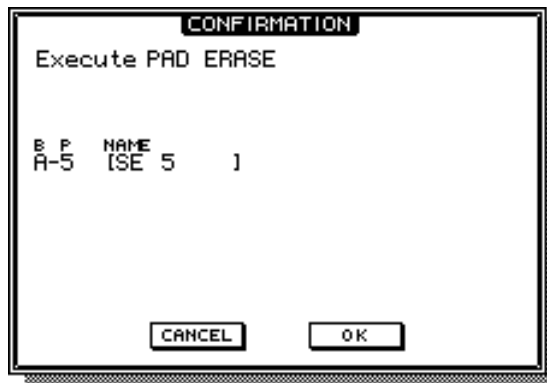 CONFIRMATION
Execute PAD ERASE
B P NAME
A-5 [SE 5 ]
CANCEL OK